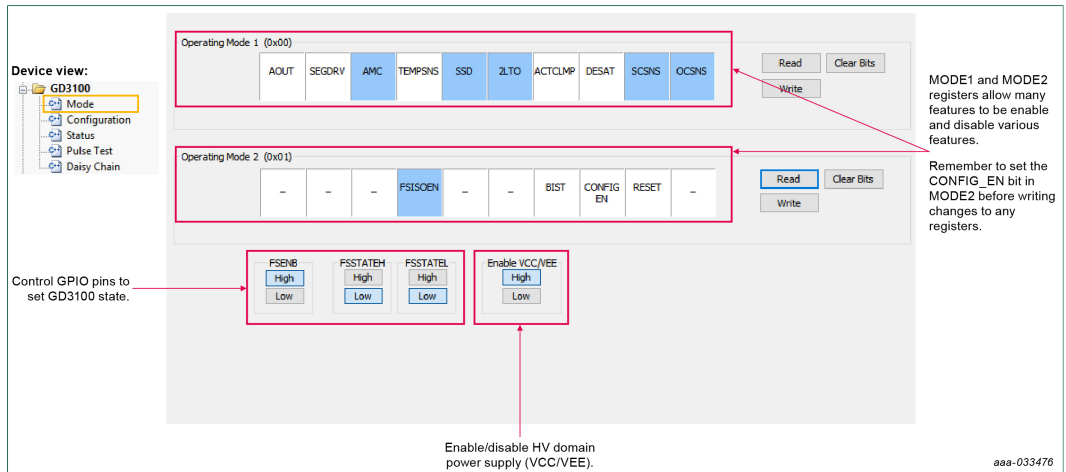 Operating Mode 1 (0x00)
AOUT SEGDRV AMC TEMPSNS SSD 2LTO ACTCLMP DESAT SCSNS OCSNS
Read Clear Bits
Write
Device view:
GD3100
Mode
Configuration
Status
Pulse Test
Daisy Chain
MODE1 and MODE2
registers allow many
features to be enable
and disable various
features.
Remember to set the
CONFIG_EN bit in
MODE2 before writing
changes to any
registers.
Operating Mode 2 (0x01)
_ _ _ FSISOEN _ _ BIST CONFIG RESET _
EN
Read Clear Bits
Write
FSENB FSSTATEH FSSTATEL Enable VCC/VEE
High High High High
Low Low Low Low
Control GPIO pins to
set GD3100 state.
Enable/disable HV domain
power supply (VCC/VEE).
aaa-033476